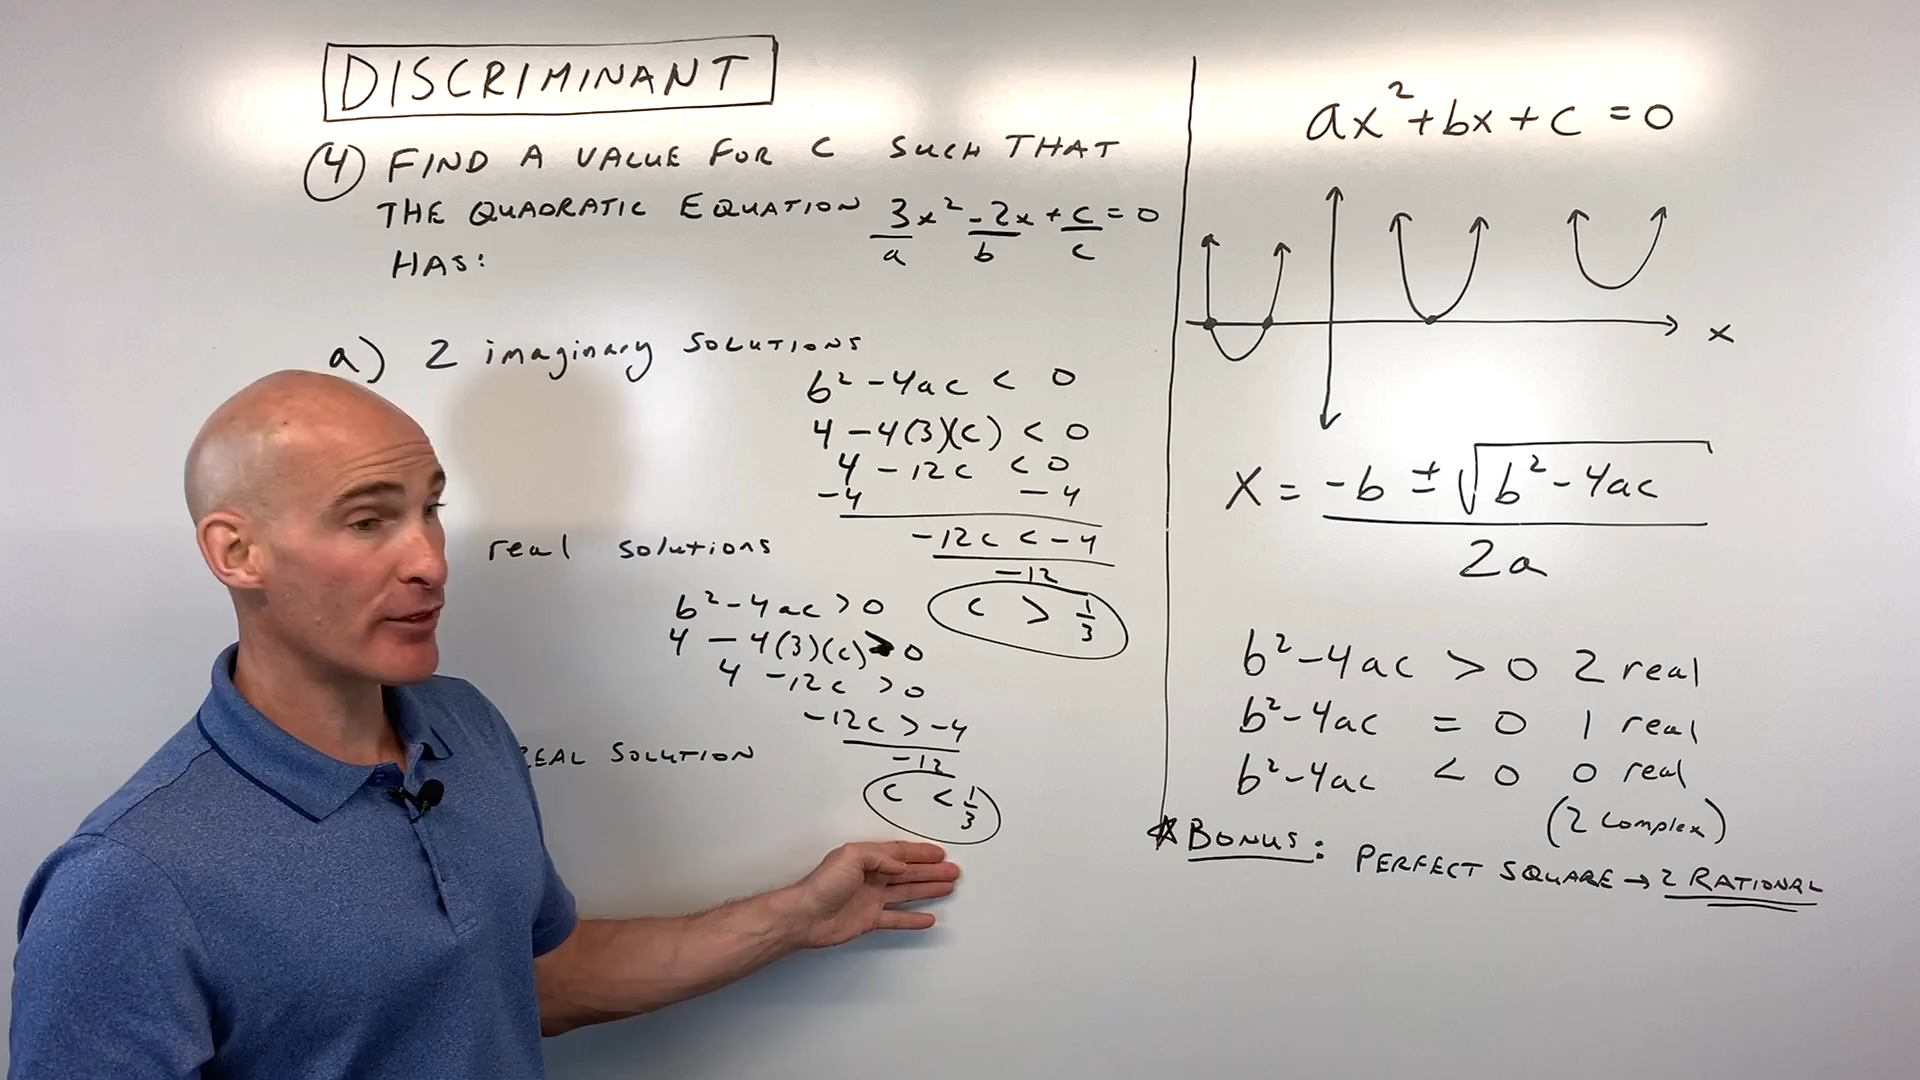 DISCRIMINANT
④ FIND A VALUE FOR C SUCH THAT
THE QUADRATIC EQUATION 3x² - 2x + c = 0
a b c
HAS:
a) 2 imaginary SOLUTIONS
b² - 4ac < 0
4 - 4(3)(c) < 0
4 - 12c < 0
-4 -4
-12c < -4
-12
c > 1/3
real solutions
b² - 4ac > 0
4 - 4(3)(c) > 0
4 - 12c > 0
-12c > -4
-12
c < 1/3
REAL SOLUTION
ax² + bx + c = 0
x
X = -b ± √b² - 4ac
2a
b² - 4ac > 0 2 real
b² - 4ac = 0 1 real
b² - 4ac < 0 0 real
(2 complex)
☆ BONUS: PERFECT SQUARE → 2 RATIONAL